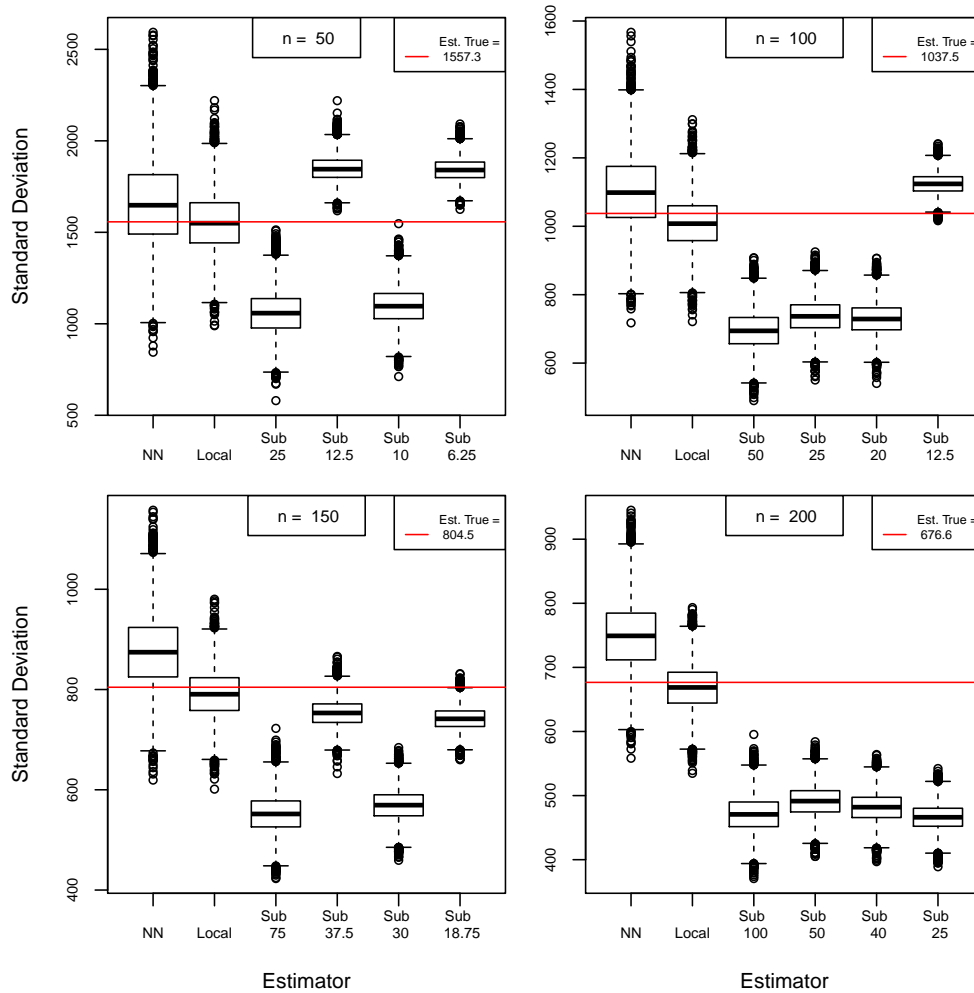 n = 50
Est. True =
1557.3
Standard Deviation
500 1000 1500 2000 2500
NN Local Sub 25 Sub 12.5 Sub 10 Sub 6.25
n = 100
Est. True =
1037.5
600 800 1000 1200 1400 1600
NN Local Sub 50 Sub 25 Sub 20 Sub 12.5
n = 150
Est. True =
804.5
Standard Deviation
400 600 800 1000
NN Local Sub 75 Sub 37.5 Sub 30 Sub 18.75
Estimator
n = 200
Est. True =
676.6
400 500 600 700 800 900
NN Local Sub 100 Sub 50 Sub 40 Sub 25
Estimator